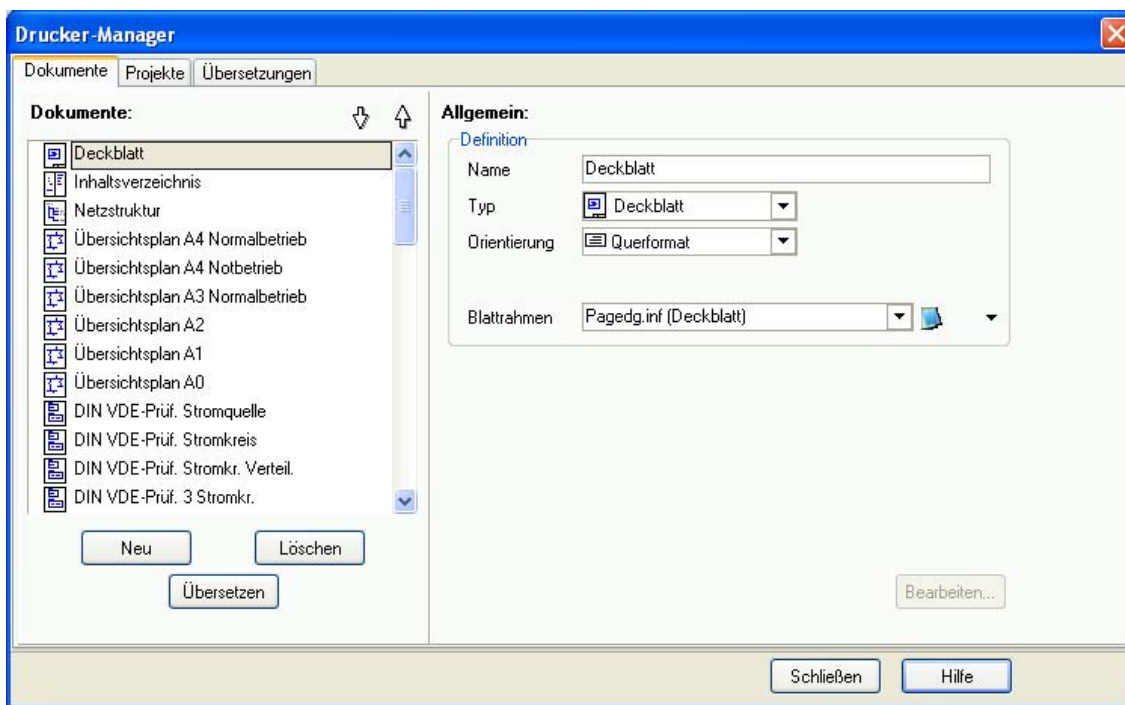 Drucker-Manager
Dokumente Projekte Übersetzungen
Dokumente:
Deckblatt
Inhaltsverzeichnis
Netzstruktur
Übersichtsplan A4 Normalbetrieb
Übersichtsplan A4 Notbetrieb
Übersichtsplan A3 Normalbetrieb
Übersichtsplan A2
Übersichtsplan A1
Übersichtsplan A0
DIN VDE-Prüf. Stromquelle
DIN VDE-Prüf. Stromkreis
DIN VDE-Prüf. Stromkr. Verteil.
DIN VDE-Prüf. 3 Stromkr.
Neu Löschen
Übersetzen
Allgemein:
Definition
Name Deckblatt
Typ Deckblatt
Orientierung Querformat
Blattrahmen Pagedg.inf (Deckblatt)
Bearbeiten...
Schließen Hilfe